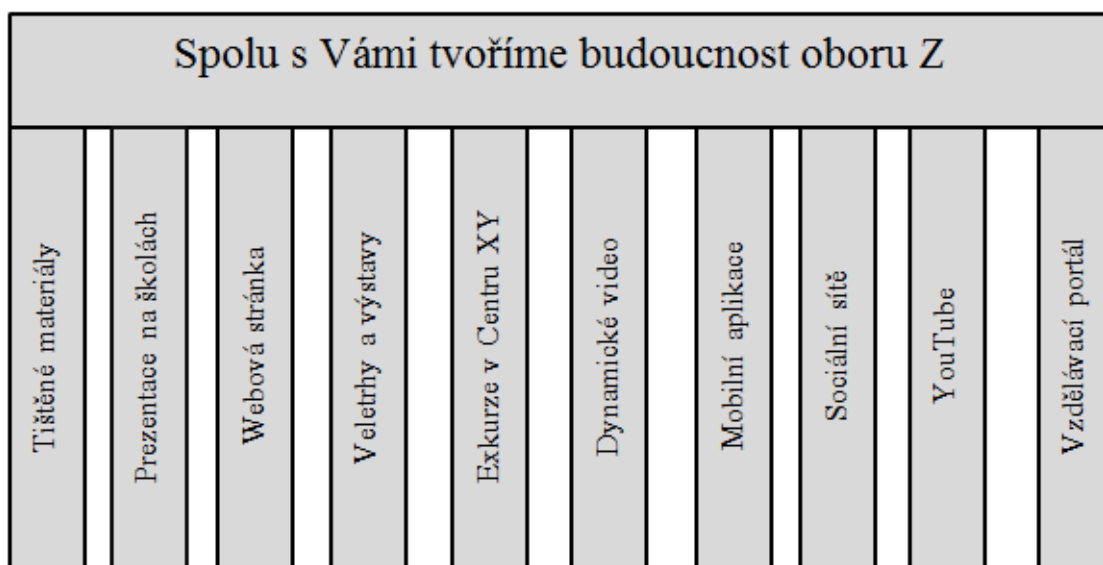 Spolu s Vámi tvoříme budoucnost oboru Z
Tištěné materiály
Prezentace na školách
Webová stránka
Veletrhy a výstavy
Exkurze v Centru XY
Dynamické video
Mobilní aplikace
Sociální sítě
YouTube
Vzdělávací portál